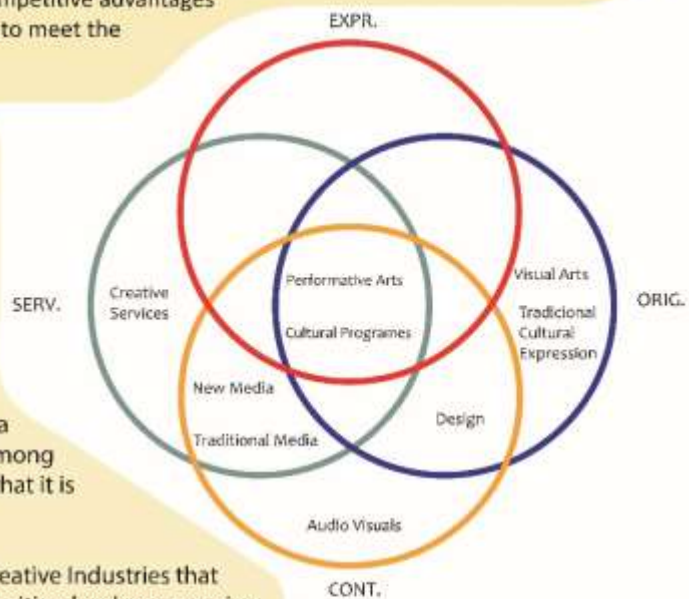 mpetitive advantages
to meet the
EXPR.
SERV.
ORIG.
Creative
Services
Performative Arts
Cultural Programes
Visual Arts
Tradicional
Cultural
Expression
New Media
Traditional Media
Design
Audio Visuals
CONT.
a
mong
hat it is
eative Industries that